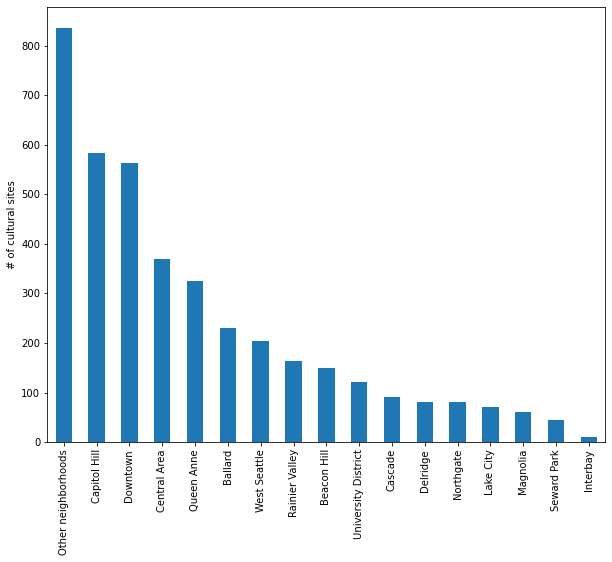 800
700
600
500
400
300
200
100
0
# of cultural sites
Other neighborhoods
Capitol Hill
Downtown
Central Area
Queen Anne
Ballard
West Seattle
Rainier Valley
Beacon Hill
University District
Cascade
Delridge
Northgate
Lake City
Magnolia
Seward Park
Interbay